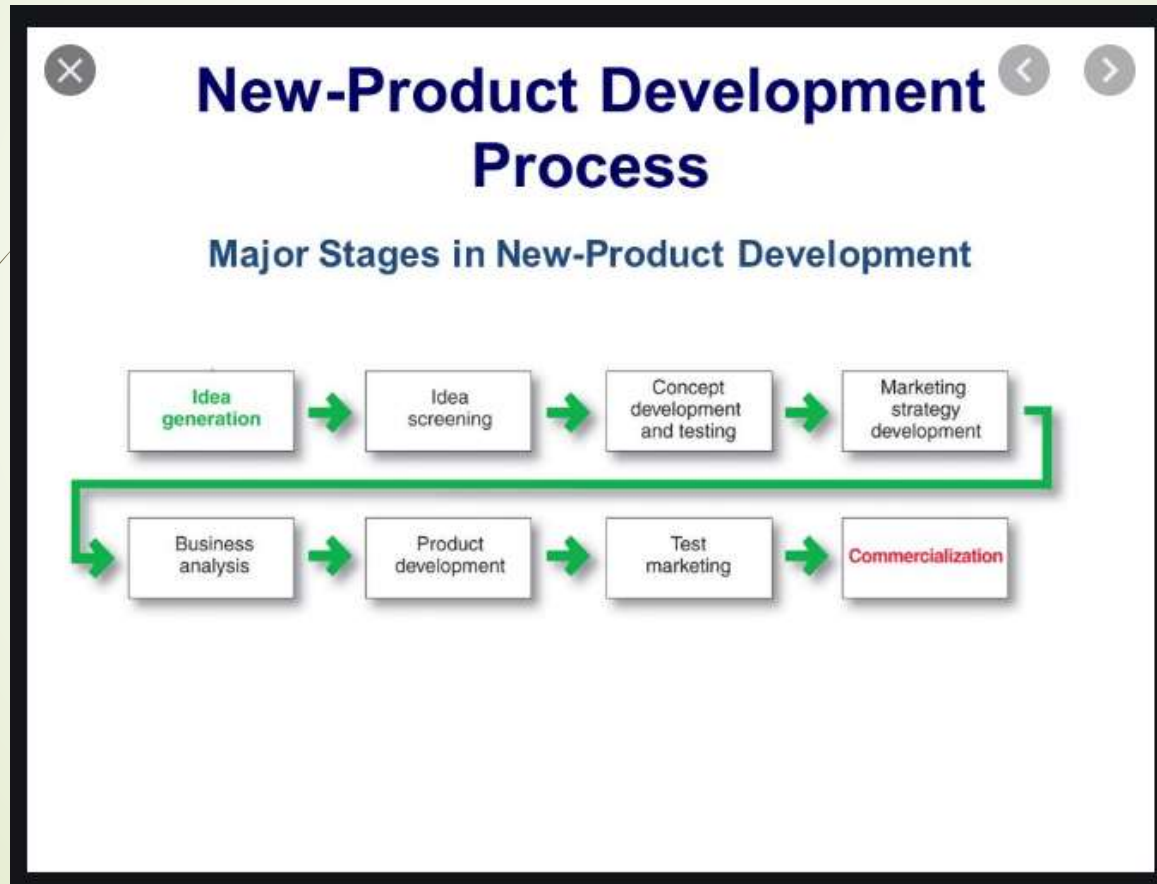 New-Product Development
Process
Major Stages in New-Product Development
Idea
generation
Idea
screening
Concept
development
and testing
Marketing
strategy
development
Business
analysis
Product
development
Test
marketing
Commercialization